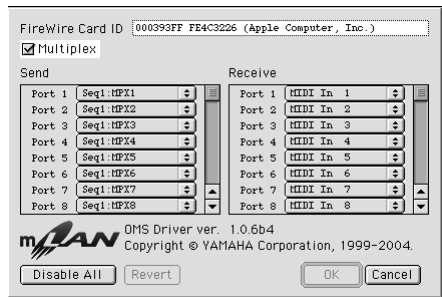 FireWire Card ID 000393FF FE4C3226 (Apple Computer, Inc.)
Multiplex
Send Receive
Port 1 Seq1:MPX1 Port 1 MIDI In 1
Port 2 Seq1:MPX2 Port 2 MIDI In 2
Port 3 Seq1:MPX3 Port 3 MIDI In 3
Port 4 Seq1:MPX4 Port 4 MIDI In 4
Port 5 Seq1:MPX5 Port 5 MIDI In 5
Port 6 Seq1:MPX6 Port 6 MIDI In 6
Port 7 Seq1:MPX7 Port 7 MIDI In 7
Port 8 Seq1:MPX8 Port 8 MIDI In 8
mLAN OMS Driver ver. 1.0.6b4
Copyright © YAMAHA Corporation, 1999-2004.
Disable All Revert OK Cancel